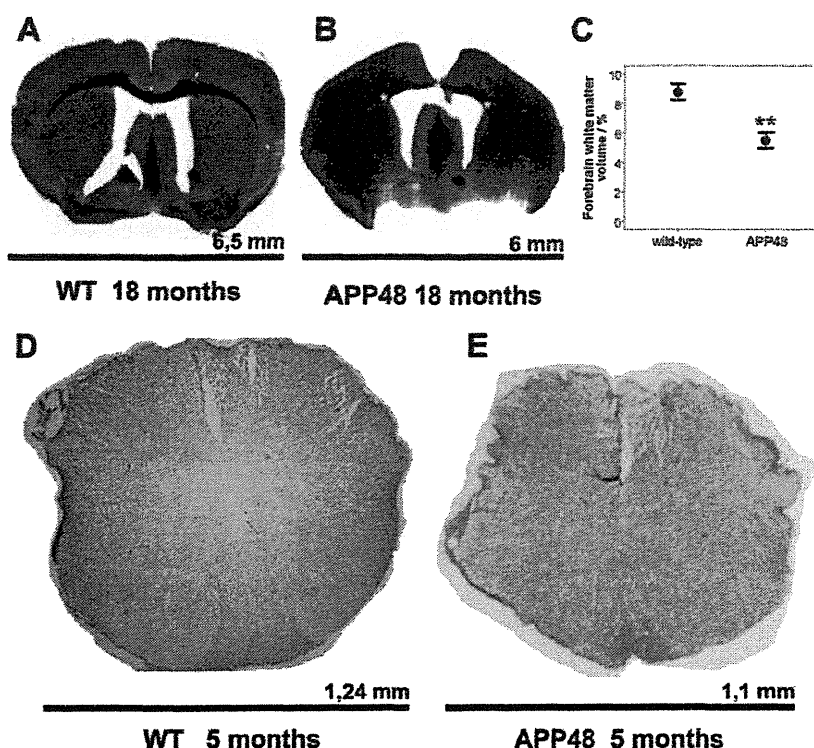 A
B
C
6,5 mm
WT 18 months
6 mm
APP48 18 months
Forebrain white matter
volume / %
10
8
6
4
2
0
**
wild-type
APP48
D
E
1,24 mm
WT 5 months
1,1 mm
APP48 5 months